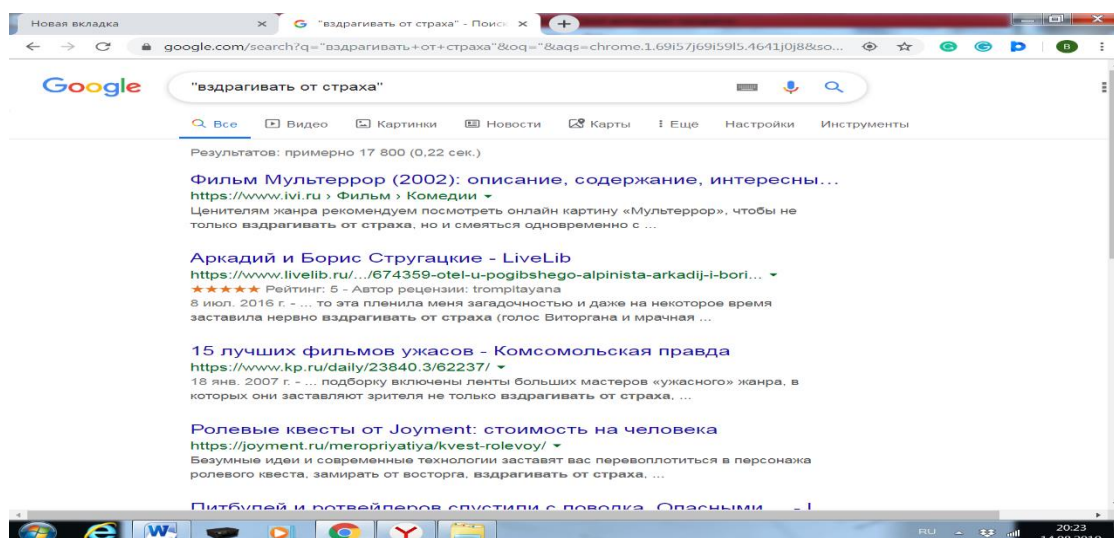 Новая вкладка
"вздрагивать от страха" - Поиск
google.com/search?q="вздрагивать+от+страха"&oq="&aqs=chrome.1.69i57j69i59l5.4641j0j8&so...
B
Google
"вздрагивать от страха"
Все Видео Картинки Новости Карты Еще Настройки Инструменты
Результатов: примерно 17 800 (0,22 сек.)
Фильм Мультеррор (2002): описание, содержание, интересны...
https://www.ivi.ru › Фильм › Комедии
Ценителям жанра рекомендуем посмотреть онлайн картину «Мультеррор», чтобы не
только вздрагивать от страха, но и смеяться одновременно с ...
Аркадий и Борис Стругацкие - LiveLib
https://www.livelib.ru/.../674359-otel-u-pogibshego-alpinista-arkadij-i-bori...
★★★★★ Рейтинг: 5 - Автор рецензии: trompitayana
8 июл. 2016 г. - ... то эта пленила меня загадочностью и даже на некоторое время
заставила нервно вздрагивать от страха (голос Виторгана и мрачная ...
15 лучших фильмов ужасов - Комсомольская правда
https://www.kp.ru/daily/23840.3/62237/
18 янв. 2007 г. - ... подборку включены ленты больших мастеров «ужасного» жанра, в
которых они заставляют зрителя не только вздрагивать от страха, ...
Ролевые квесты от Joyment: стоимость на человека
https://joyment.ru/meropriyatiya/kvest-rolevoy/
Безумные идеи и современные технологии заставят вас перевоплотиться в персонажа
ролевого квеста, замирать от восторга, вздрагивать от страха, ...
Питбулей и ротвейлеров спустили с поводка. Опасными ...
RU 20:23